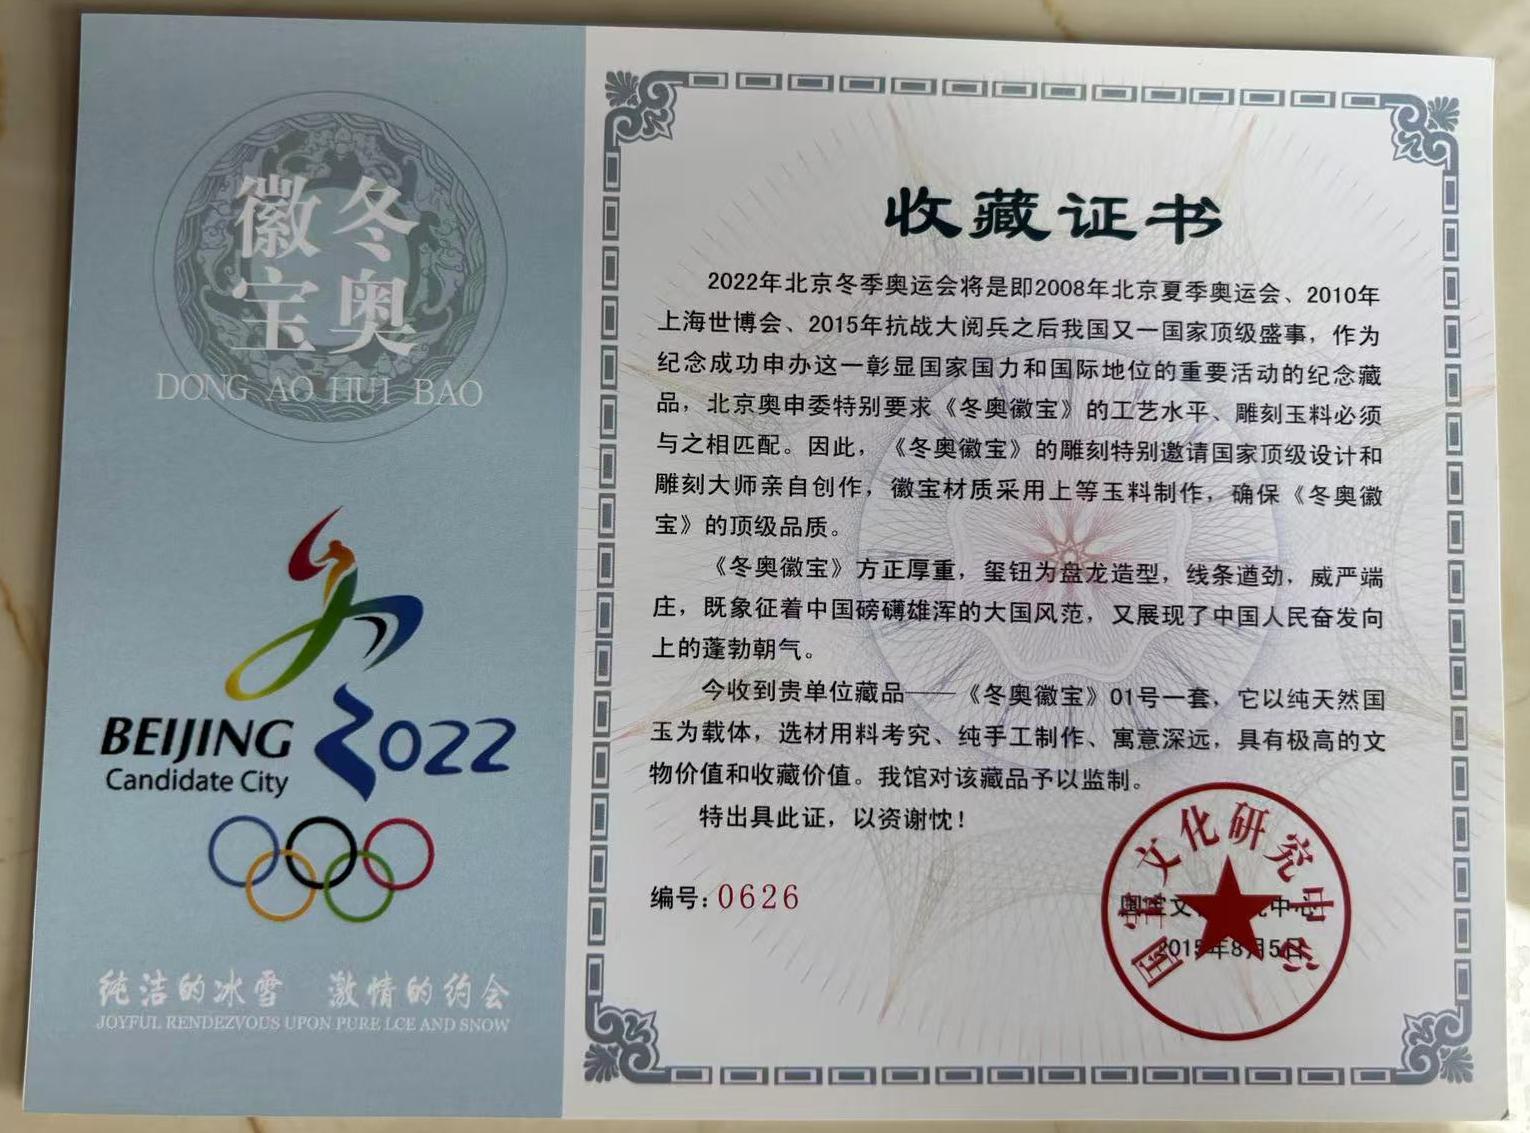 徽冬
宝奥
DONG AO HUI BAO
BEIJING 2022
Candidate City
纯洁的冰雪 激情的约会
JOYFUL RENDEZVOUS UPON PURE LCE AND SNOW
收藏证书
2022年北京冬季奥运会将是即2008年北京夏季奥运会、2010年
上海世博会、2015年抗战大阅兵之后我国又一国家顶级盛事，作为
纪念成功申办这一彰显国家国力和国际地位的重要活动的纪念藏
品，北京奥申委特别要求《冬奥徽宝》的工艺水平、雕刻玉料必须
与之相匹配。因此，《冬奥徽宝》的雕刻特别邀请国家顶级设计和
雕刻大师亲自创作，徽宝材质采用上等玉料制作，确保《冬奥徽
宝》的顶级品质。
《冬奥徽宝》方正厚重，玺钮为盘龙造型，线条遒劲，威严端
庄，既象征着中国磅礴雄浑的大国风范，又展现了中国人民奋发向
上的蓬勃朝气。
今收到贵单位藏品——《冬奥徽宝》01号一套，它以纯天然国
玉为载体，选材用料考究、纯手工制作、寓意深远，具有极高的文
物价值和收藏价值。我馆对该藏品予以监制。
特出具此证，以资谢忱！
编号：0626
国宝文化研究中心
2015年8月5日
国宝文化研究中心